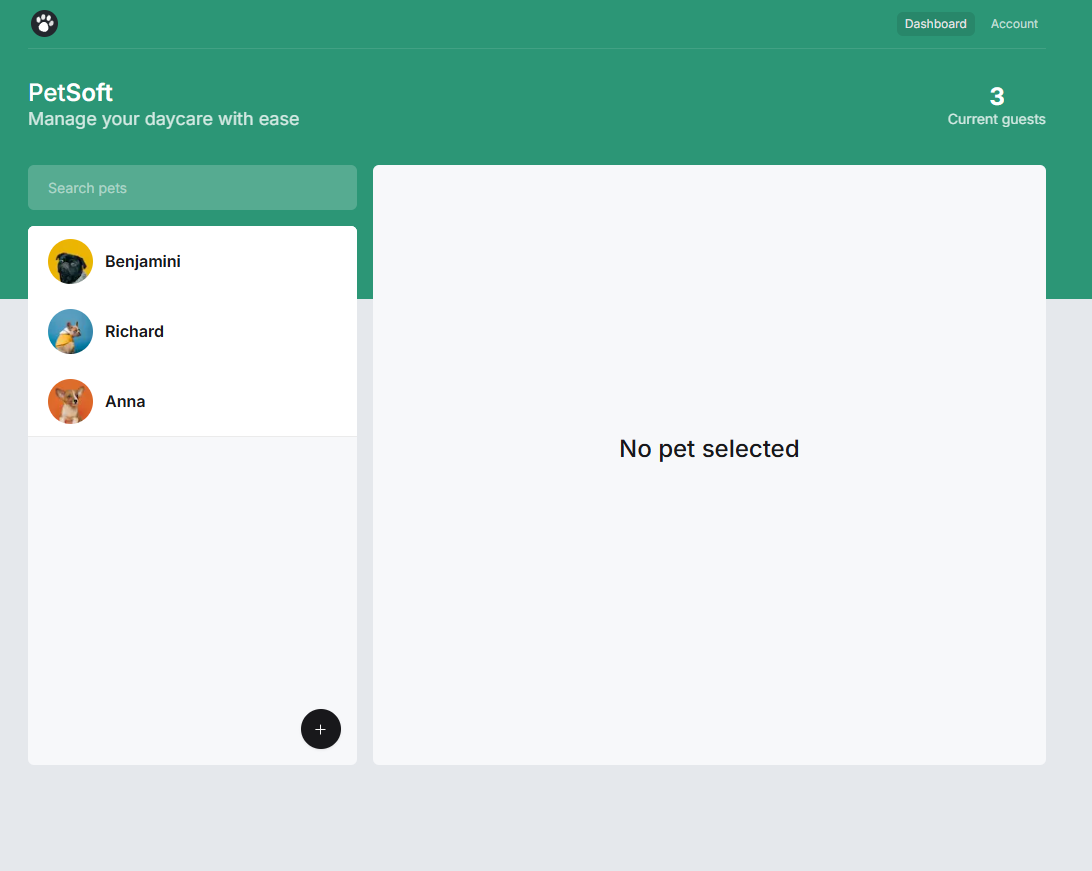 Dashboard Account
PetSoft
Manage your daycare with ease
3
Current guests
Search pets
Benjamini
Richard
Anna
No pet selected
+